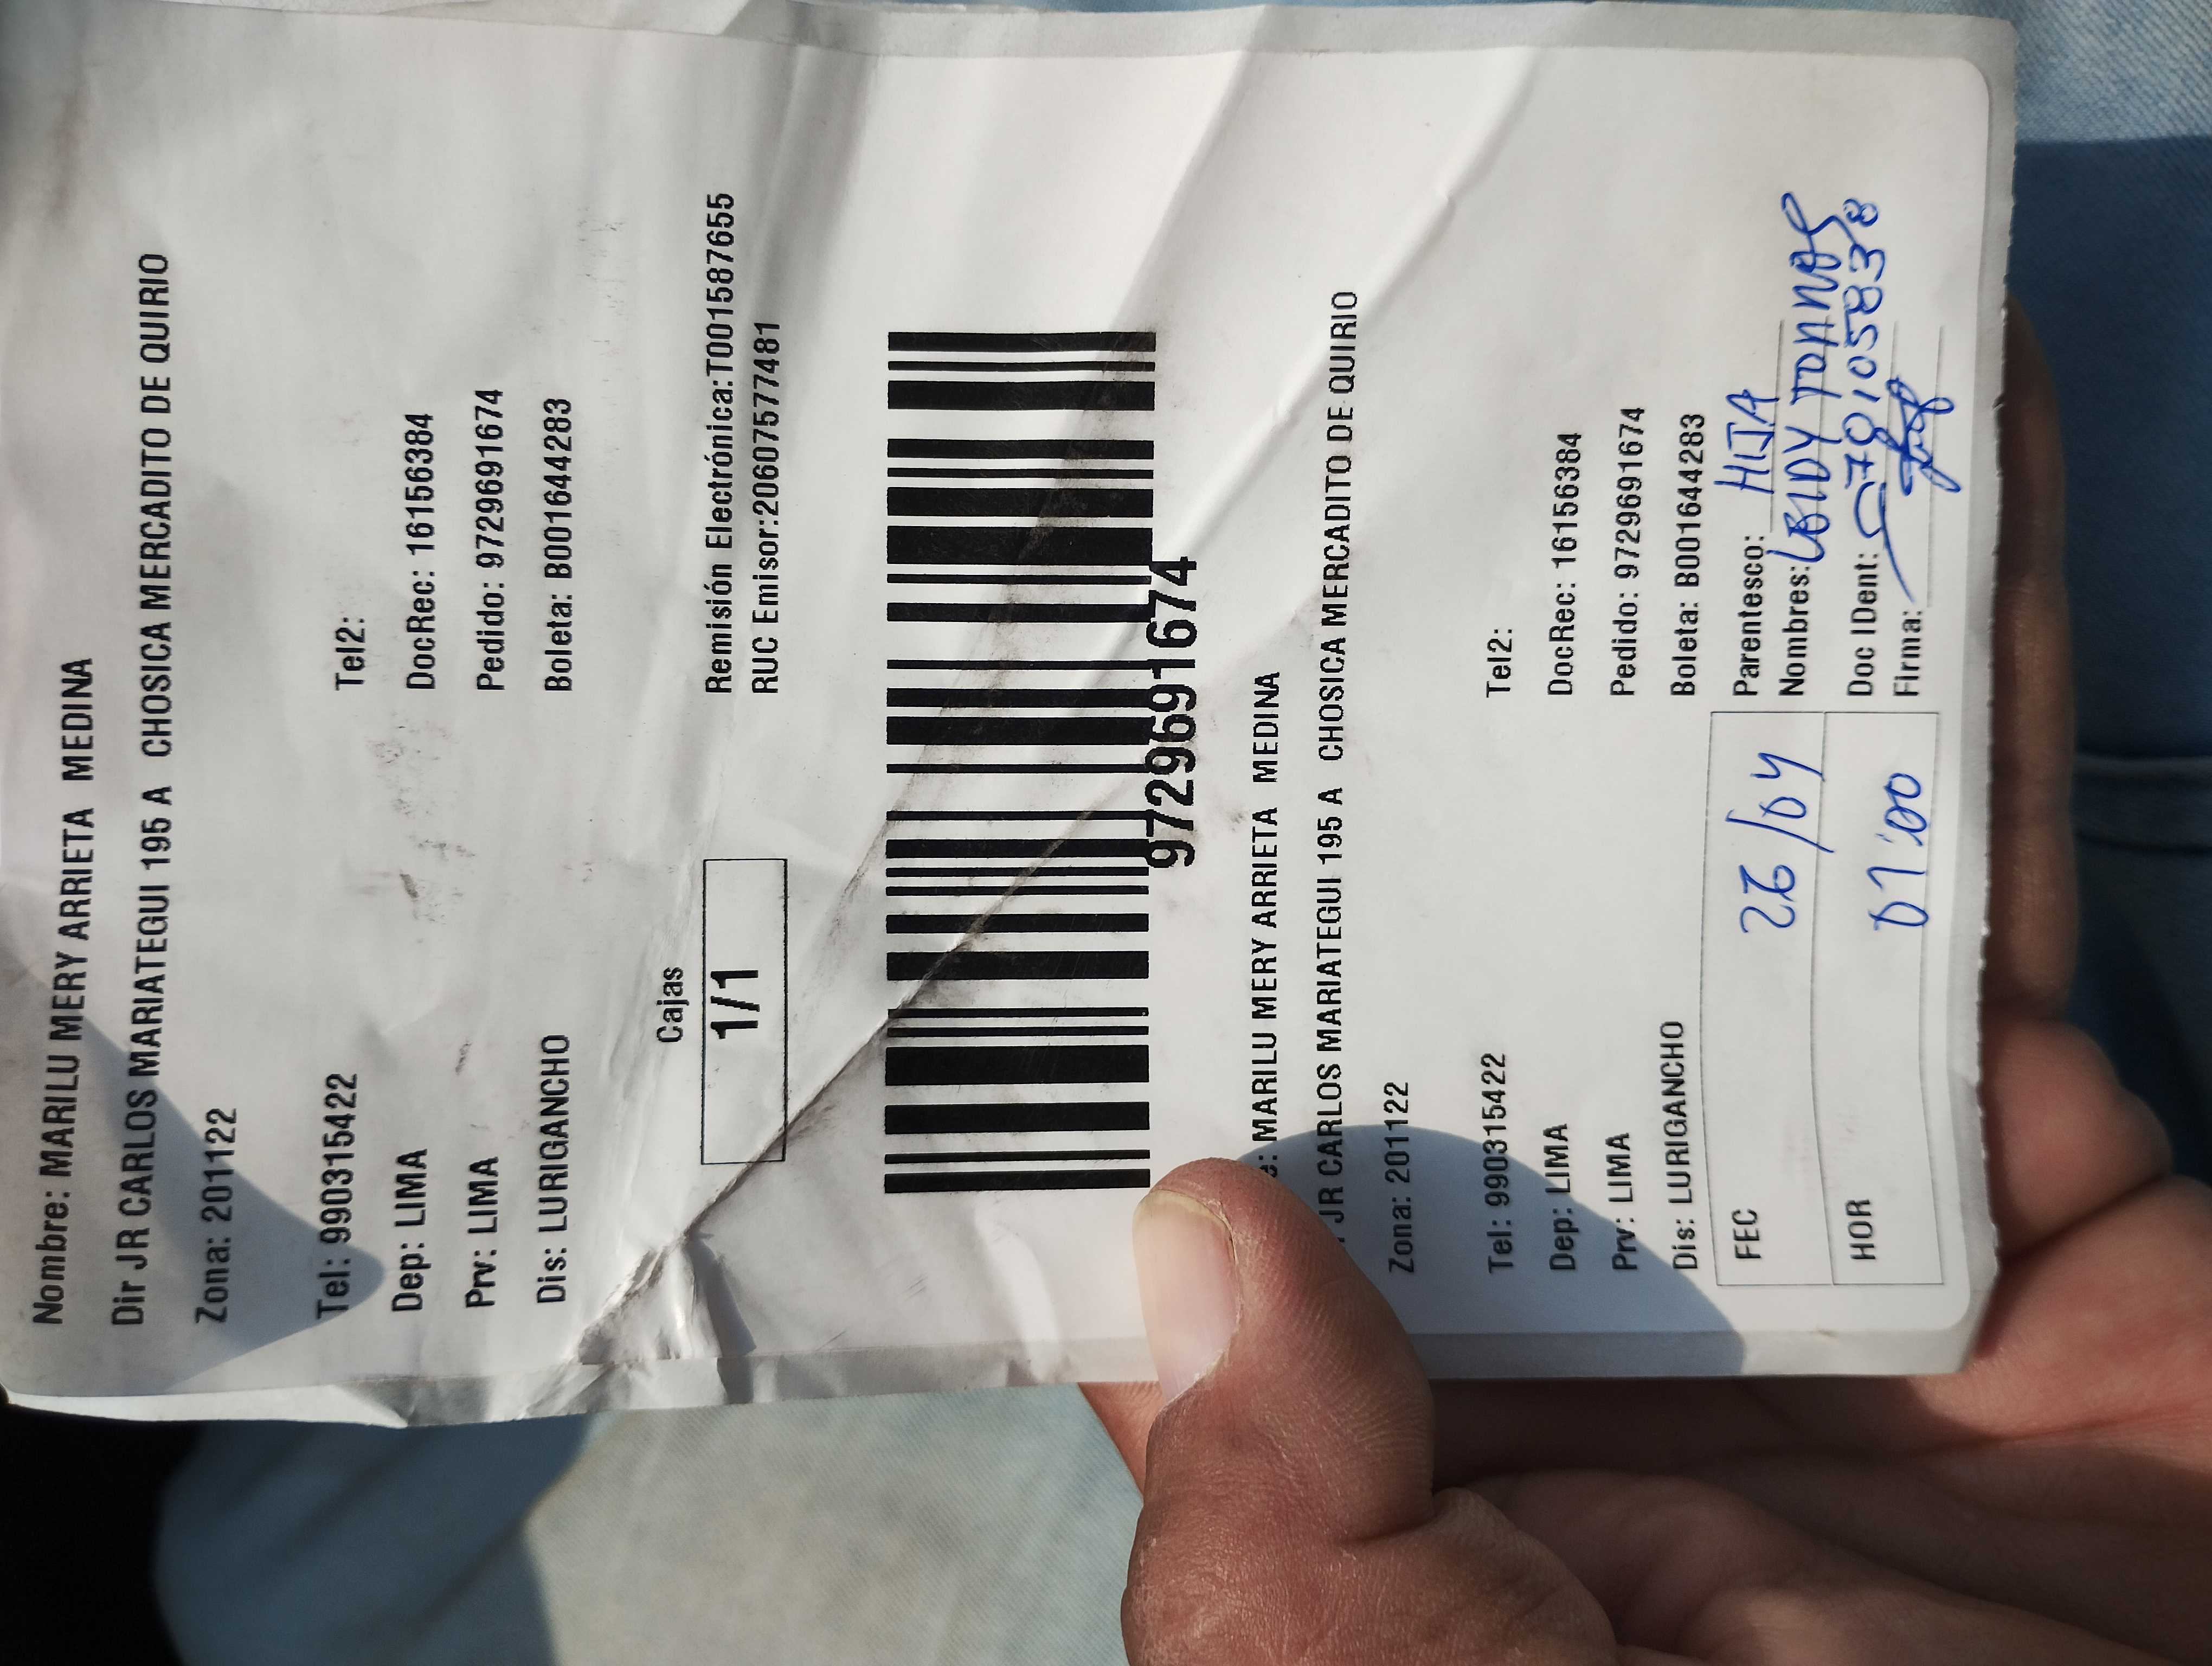 Nombre: MARILU MERY ARRIETA MEDINA
Dir JR CARLOS MARIATEGUI 195 A CHOSICA MERCADITO DE QUIRIO
Zona: 201122
Tel: 990315422 Tel2:
Dep: LIMA DocRec: 16156384
Prv: LIMA Pedido: 9729691674
Dis: LURIGANCHO Boleta: B001644283
Cajas
1/1
Remisión Electrónica:T001587655
RUC Emisor:20607577481
9729691674
e: MARILU MERY ARRIETA MEDINA
JR CARLOS MARIATEGUI 195 A CHOSICA MERCADITO DE QUIRIO
Zona: 201122
Tel: 990315422 Tel2:
Dep: LIMA DocRec: 16156384
Prv: LIMA Pedido: 9729691674
Dis: LURIGANCHO Boleta: B001644283
FEC 26/04 Parentesco: HIJA
Nombres:
HOR Doc IDent:
Firma: